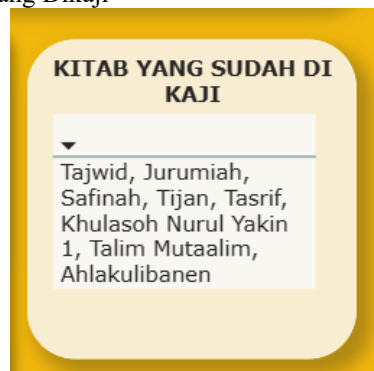 KITAB YANG SUDAH DI
KAJI
Tajwid, Jurumiah,
Safinah, Tijan, Tasrif,
Khulasoh Nurul Yakin
1, Talim Mutaalim,
Ahlakulibanen